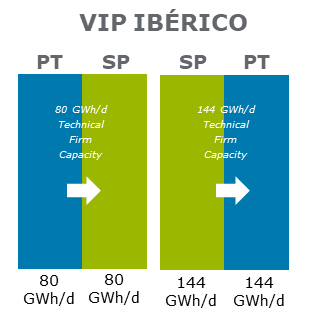 VIP IBÉRICO
PT SP SP PT
80 GWh/d
Technical
Firm
Capacity
144 GWh/d
Technical
Firm
Capacity
80
GWh/d
80
GWh/d
144
GWh/d
144
GWh/d